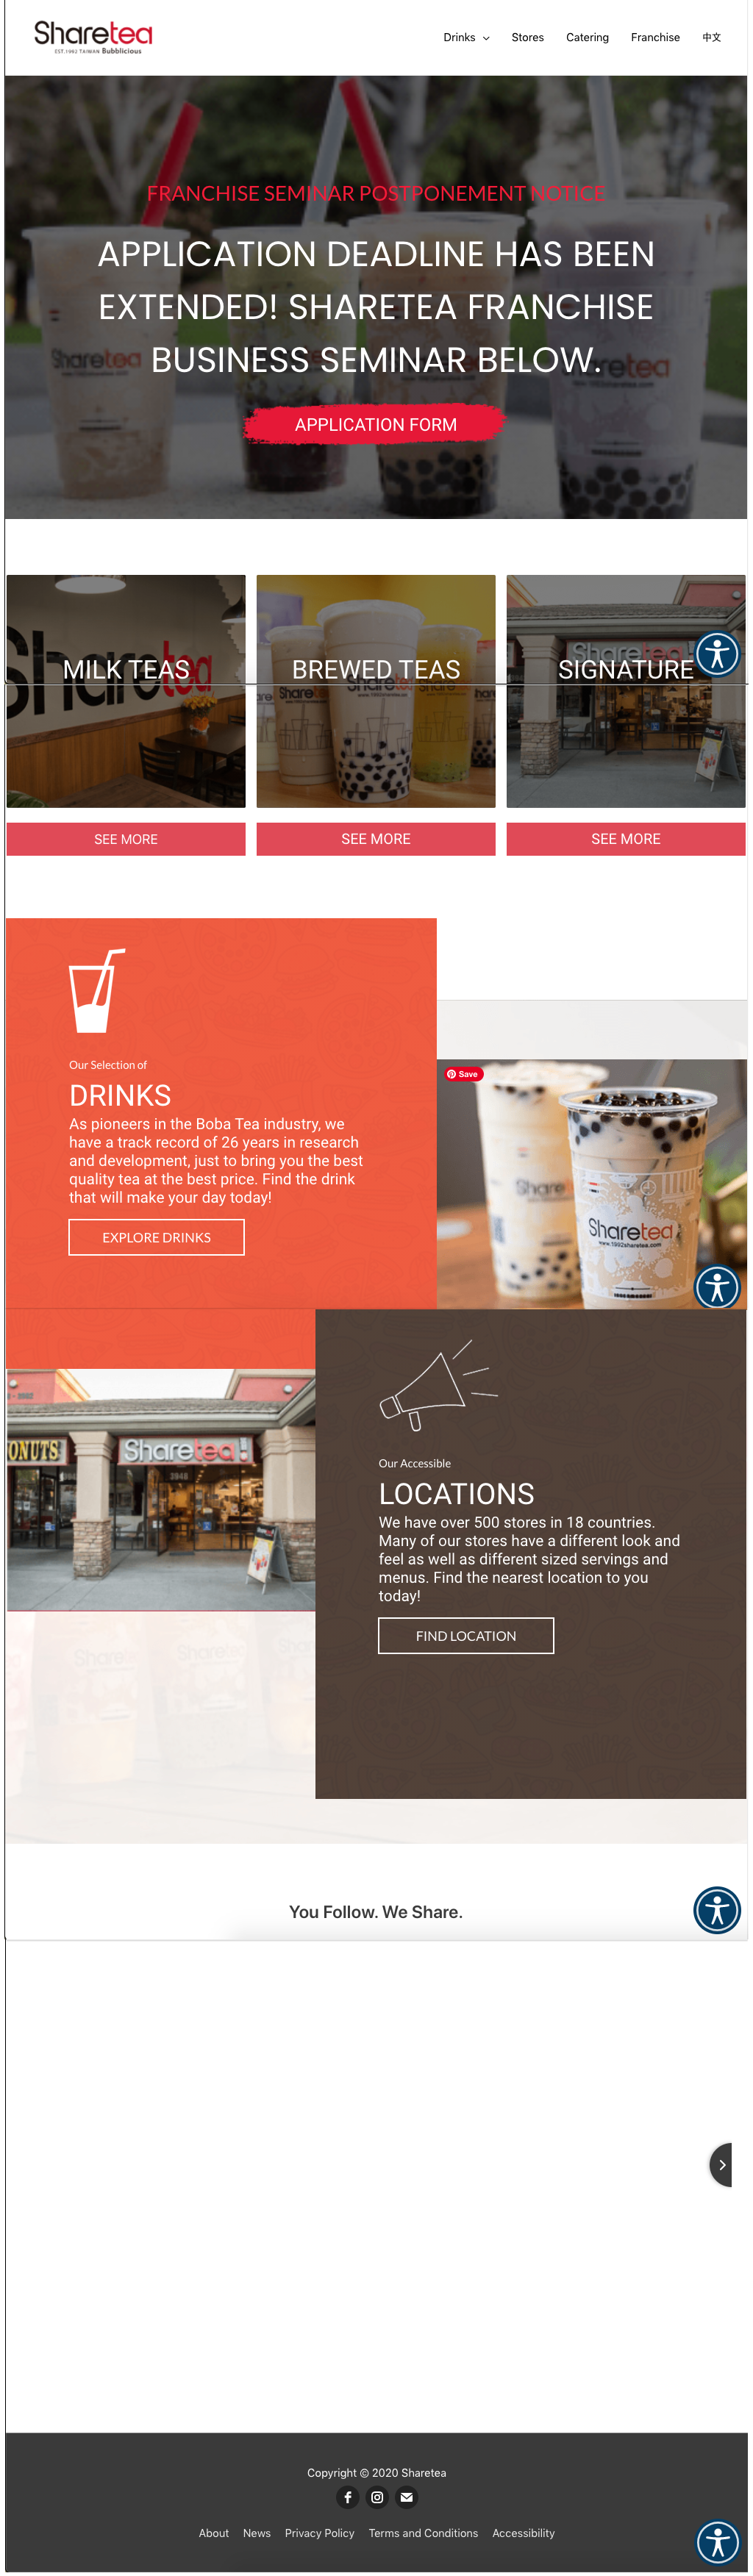 Sharetea
EST.1992 TAIWAN Bubblicious
Drinks Stores Catering Franchise 中文
FRANCHISE SEMINAR POSTPONEMENT NOTICE
APPLICATION DEADLINE HAS BEEN
EXTENDED! SHARETEA FRANCHISE
BUSINESS SEMINAR BELOW.
APPLICATION FORM
MILK TEAS BREWED TEAS SIGNATURE
SEE MORE SEE MORE SEE MORE
Our Selection of
DRINKS
As pioneers in the Boba Tea industry, we
have a track record of 26 years in research
and development, just to bring you the best
quality tea at the best price. Find the drink
that will make your day today!
EXPLORE DRINKS
Save
Sharetea
www.1992sharetea.com
ONUTS
Sharetea
Our Accessible
LOCATIONS
We have over 500 stores in 18 countries.
Many of our stores have a different look and
feel as well as different sized servings and
menus. Find the nearest location to you
today!
FIND LOCATION
You Follow. We Share.
Copyright © 2020 Sharetea
About News Privacy Policy Terms and Conditions Accessibility